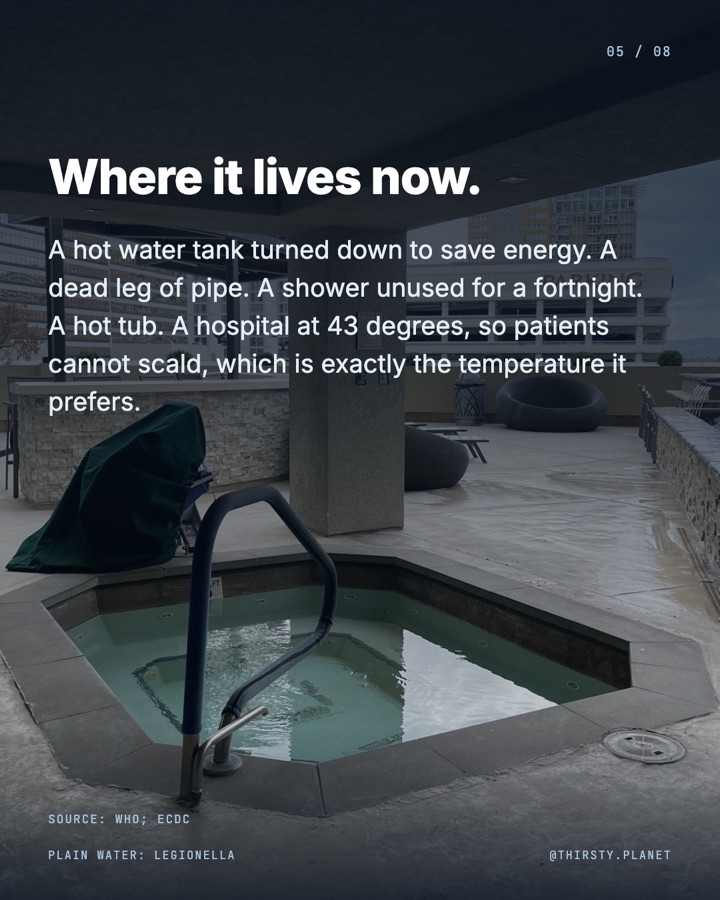 05 / 08
Where it lives now.
A hot water tank turned down to save energy. A
dead leg of pipe. A shower unused for a fortnight.
A hot tub. A hospital at 43 degrees, so patients
cannot scald, which is exactly the temperature it
prefers.
PARKING
FT
SOURCE: WHO; ECDC
PLAIN WATER: LEGIONELLA
@THIRSTY.PLANET